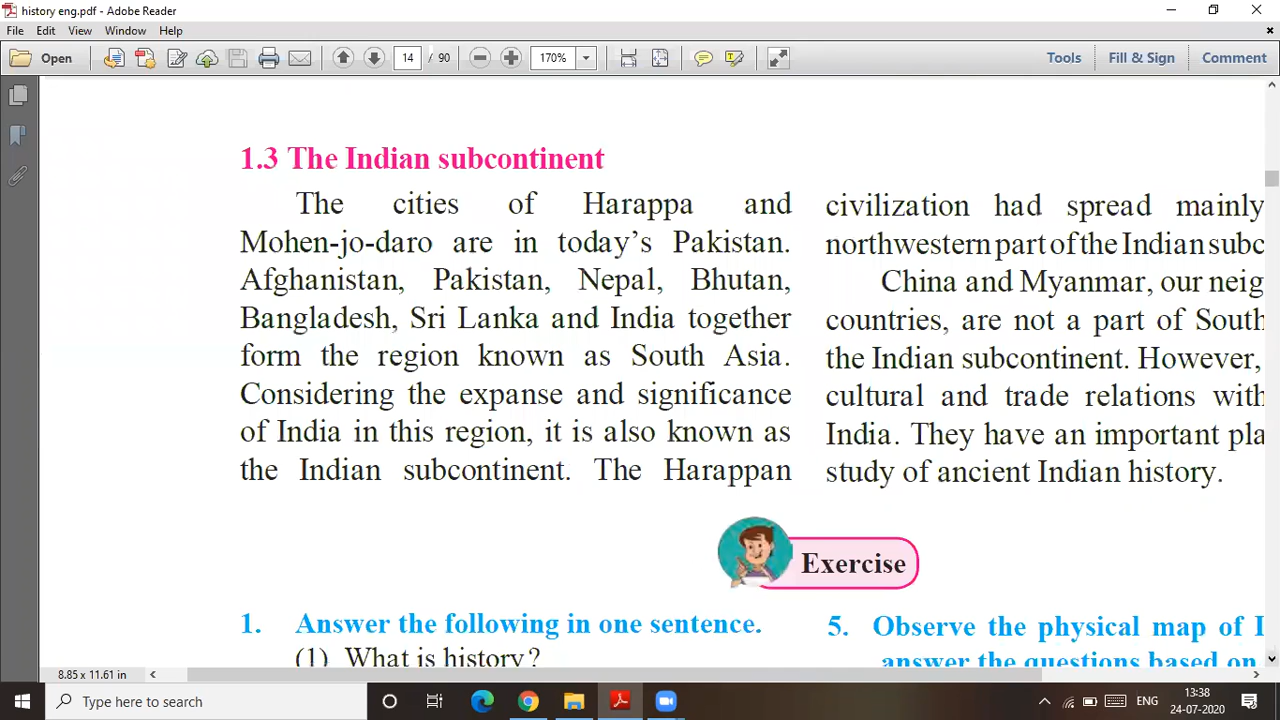 history eng.pdf - Adobe Reader
File Edit View Window Help
Open 14 / 90 170% Tools Fill & Sign Comment
1.3 The Indian subcontinent
The cities of Harappa and
Mohen-jo-daro are in today's Pakistan.
Afghanistan, Pakistan, Nepal, Bhutan,
Bangladesh, Sri Lanka and India together
form the region known as South Asia.
Considering the expanse and significance
of India in this region, it is also known as
the Indian subcontinent. The Harappan
civilization had spread mainly
northwestern part of the Indian subc
China and Myanmar, our neig
countries, are not a part of South
the Indian subcontinent. However,
cultural and trade relations with
India. They have an important pla
study of ancient Indian history.
Exercise
1. Answer the following in one sentence.
(1) What is history?
5. Observe the physical map of I
answer the questions based on
8.85 x 11.61 in
Type here to search
ENG
13:38
24-07-2020